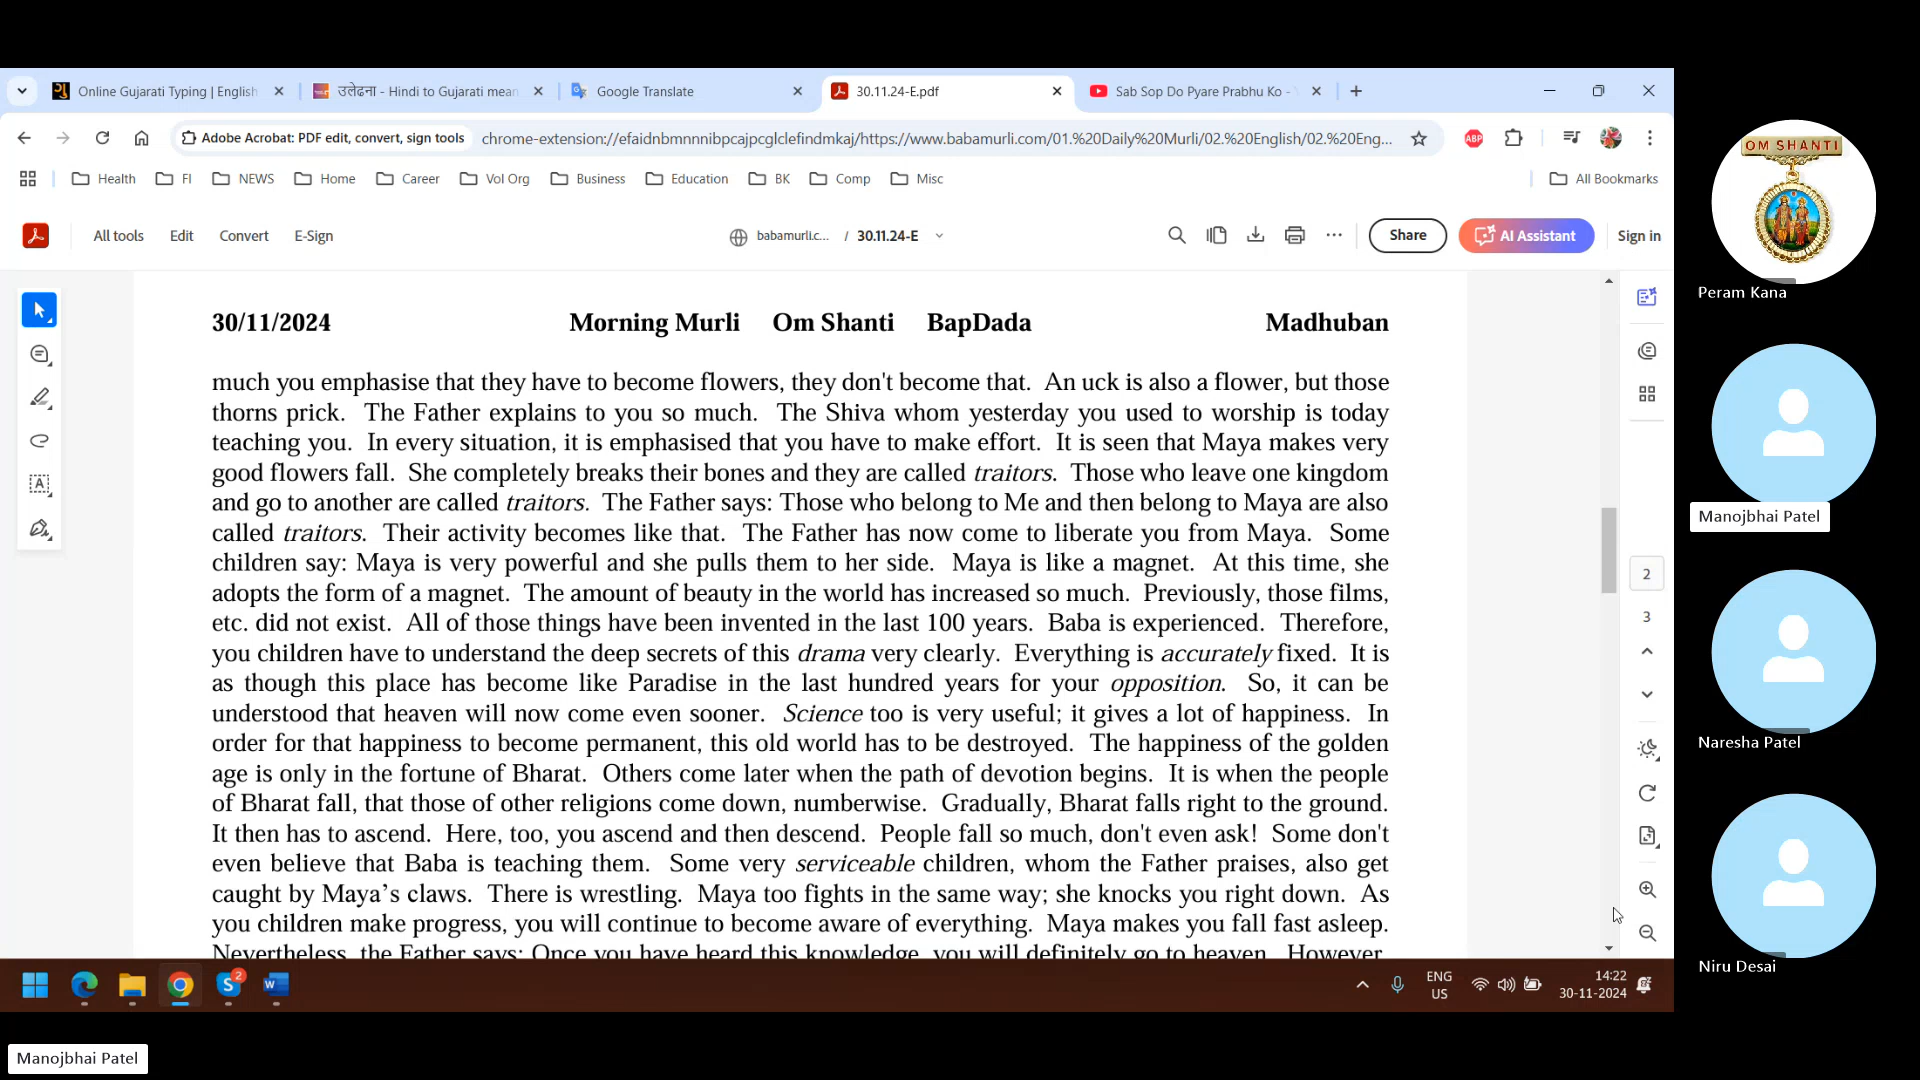 Online Gujarati Typing | English
उलेढना - Hindi to Gujarati mean
Google Translate
30.11.24-E.pdf
Sab Sop Do Pyare Prabhu Ko -
Adobe Acrobat: PDF edit, convert, sign tools
chrome-extension://efaidnbmnnnibpcajpcglclefindmkaj/https://www.babamurli.com/01.%20Daily%20Murli/02.%20English/02.%20Eng...
ABP
Health
FI
NEWS
Home
Career
Vol Org
Business
Education
BK
Comp
Misc
All Bookmarks
All tools
Edit
Convert
E-Sign
babamurli.c... / 30.11.24-E
Share
AI Assistant
Sign in
30/11/2024 Morning Murli Om Shanti BapDada Madhuban
much you emphasise that they have to become flowers, they don't become that. An uck is also a flower, but those
thorns prick. The Father explains to you so much. The Shiva whom yesterday you used to worship is today
teaching you. In every situation, it is emphasised that you have to make effort. It is seen that Maya makes very
good flowers fall. She completely breaks their bones and they are called traitors. Those who leave one kingdom
and go to another are called traitors. The Father says: Those who belong to Me and then belong to Maya are also
called traitors. Their activity becomes like that. The Father has now come to liberate you from Maya. Some
children say: Maya is very powerful and she pulls them to her side. Maya is like a magnet. At this time, she
adopts the form of a magnet. The amount of beauty in the world has increased so much. Previously, those films,
etc. did not exist. All of those things have been invented in the last 100 years. Baba is experienced. Therefore,
you children have to understand the deep secrets of this drama very clearly. Everything is accurately fixed. It is
as though this place has become like Paradise in the last hundred years for your opposition. So, it can be
understood that heaven will now come even sooner. Science too is very useful; it gives a lot of happiness. In
order for that happiness to become permanent, this old world has to be destroyed. The happiness of the golden
age is only in the fortune of Bharat. Others come later when the path of devotion begins. It is when the people
of Bharat fall, that those of other religions come down, numberwise. Gradually, Bharat falls right to the ground.
It then has to ascend. Here, too, you ascend and then descend. People fall so much, don't even ask! Some don't
even believe that Baba is teaching them. Some very serviceable children, whom the Father praises, also get
caught by Maya’s claws. There is wrestling. Maya too fights in the same way; she knocks you right down. As
you children make progress, you will continue to become aware of everything. Maya makes you fall fast asleep.
Nevertheless, the Father says: Once you have heard this knowledge, you will definitely go to heaven. However,
2
3
2
ENG
US
14:22
30-11-2024
OM SHANTI
Peram Kana
Manojbhai Patel
Naresha Patel
Niru Desai
Manojbhai Patel